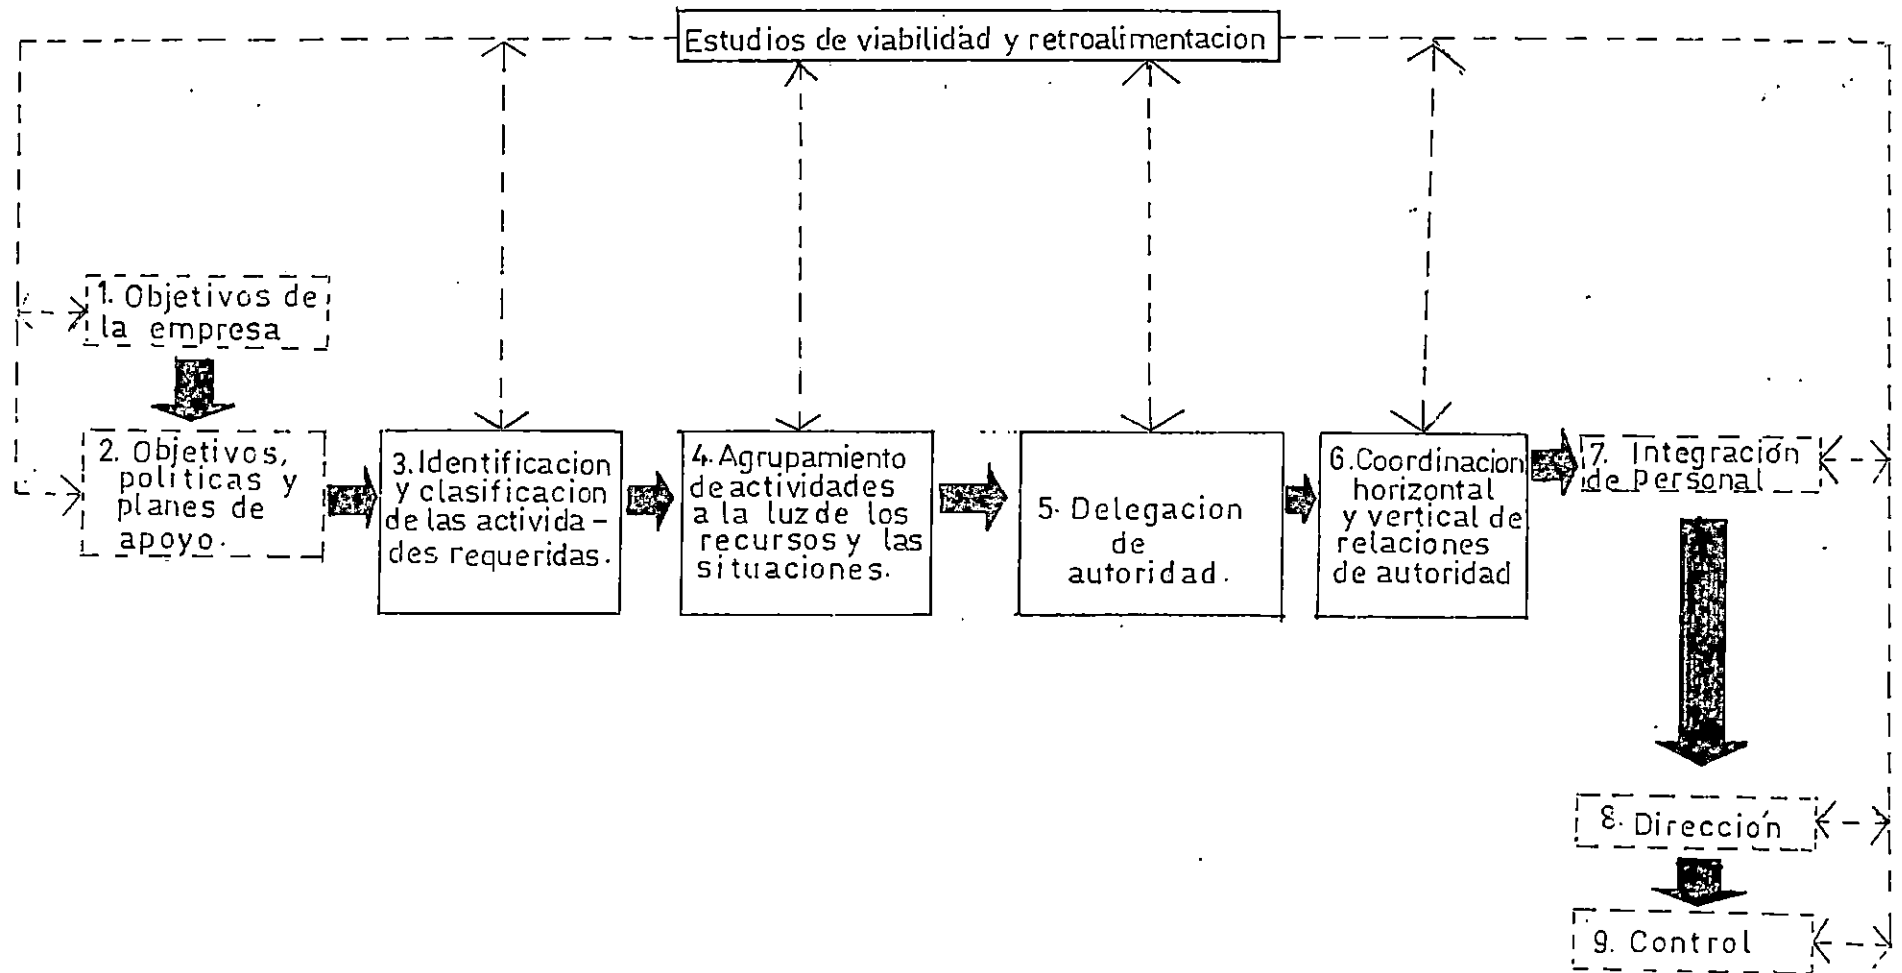 Estudios de viabilidad y retroalimentacion
1. Objetivos de
la empresa
2. Objetivos,
politicas y
planes de
apoyo.
3. Identificacion
y clasificacion
de las activida-
des requeridas.
4. Agrupamiento
de actividades
a la luz de los
recursos y las
situaciones.
5. Delegacion
de
autoridad.
6. Coordinacion
horizontal
y vertical de
relaciones
de autoridad
7. Integración
de Personal
8. Dirección
9. Control